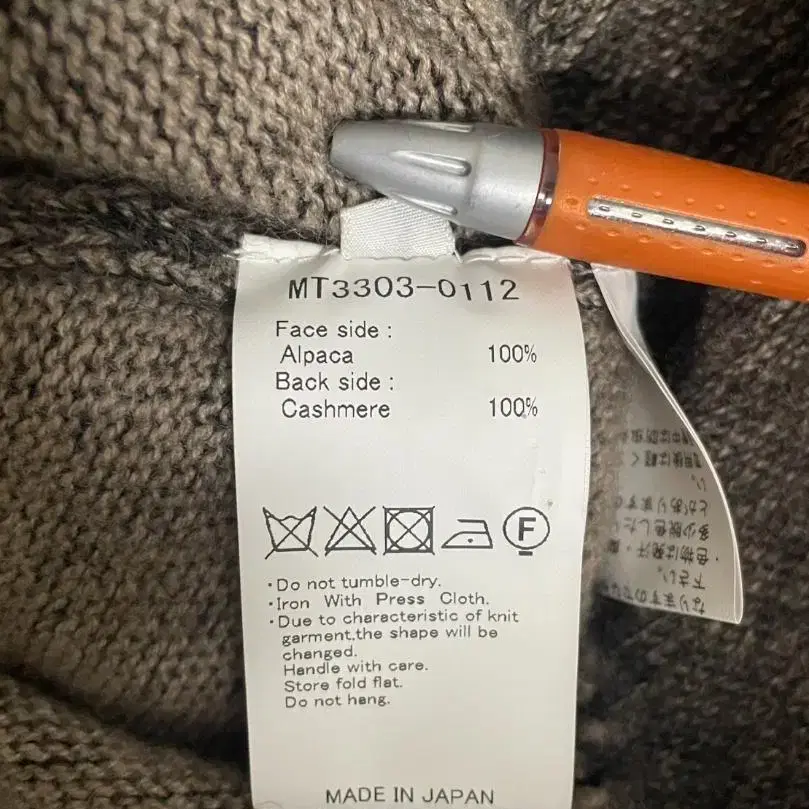 MT3303-0112
Face side :
Alpaca 100%
Back side :
Cashmere 100%
F
・Do not tumble-dry.
・Iron With Press Cloth.
・Due to characteristic of knit
garment,the shape will be
changed.
Handle with care.
Store fold flat.
Do not hang.
MADE IN JAPAN